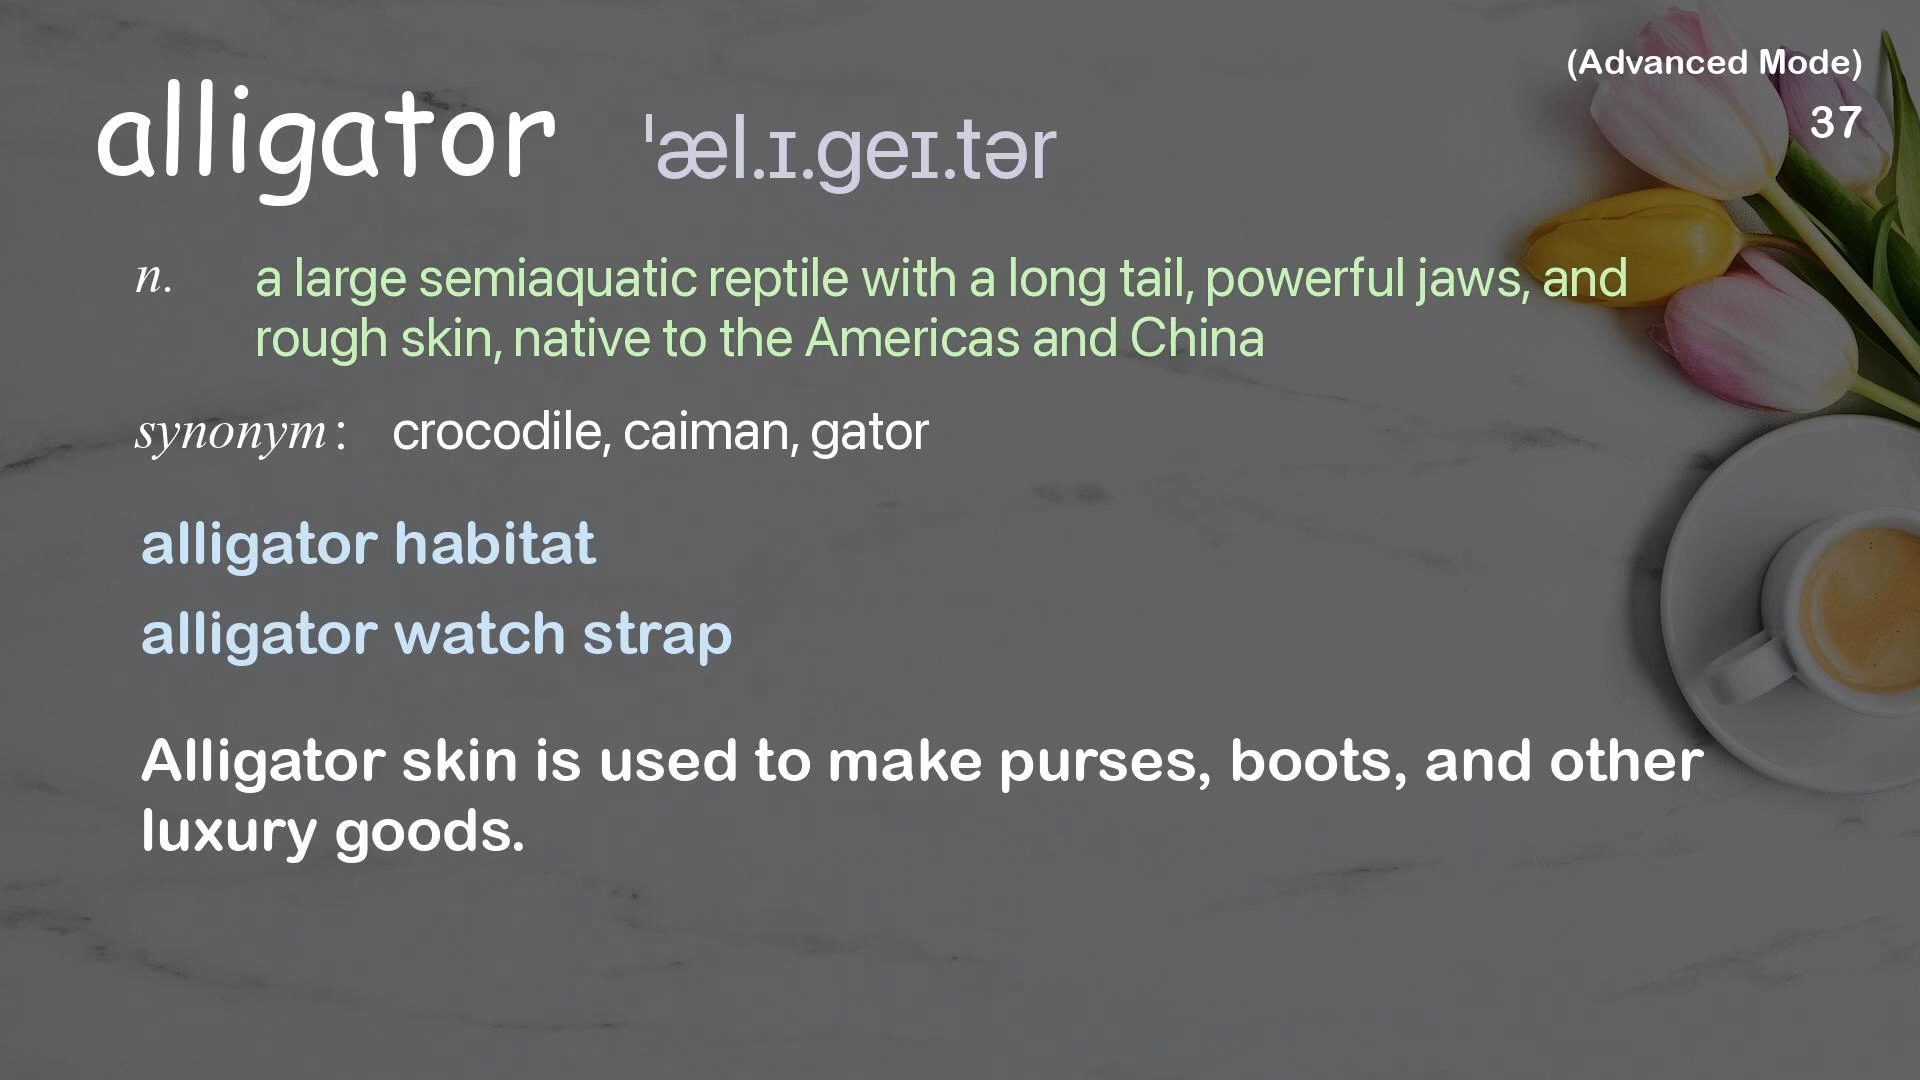 (Advanced Mode)
37
alligator ˈæl.ɪ.ɡeɪ.tər
n. a large semiaquatic reptile with a long tail, powerful jaws, and
rough skin, native to the Americas and China
synonym: crocodile, caiman, gator
alligator habitat
alligator watch strap
Alligator skin is used to make purses, boots, and other
luxury goods.